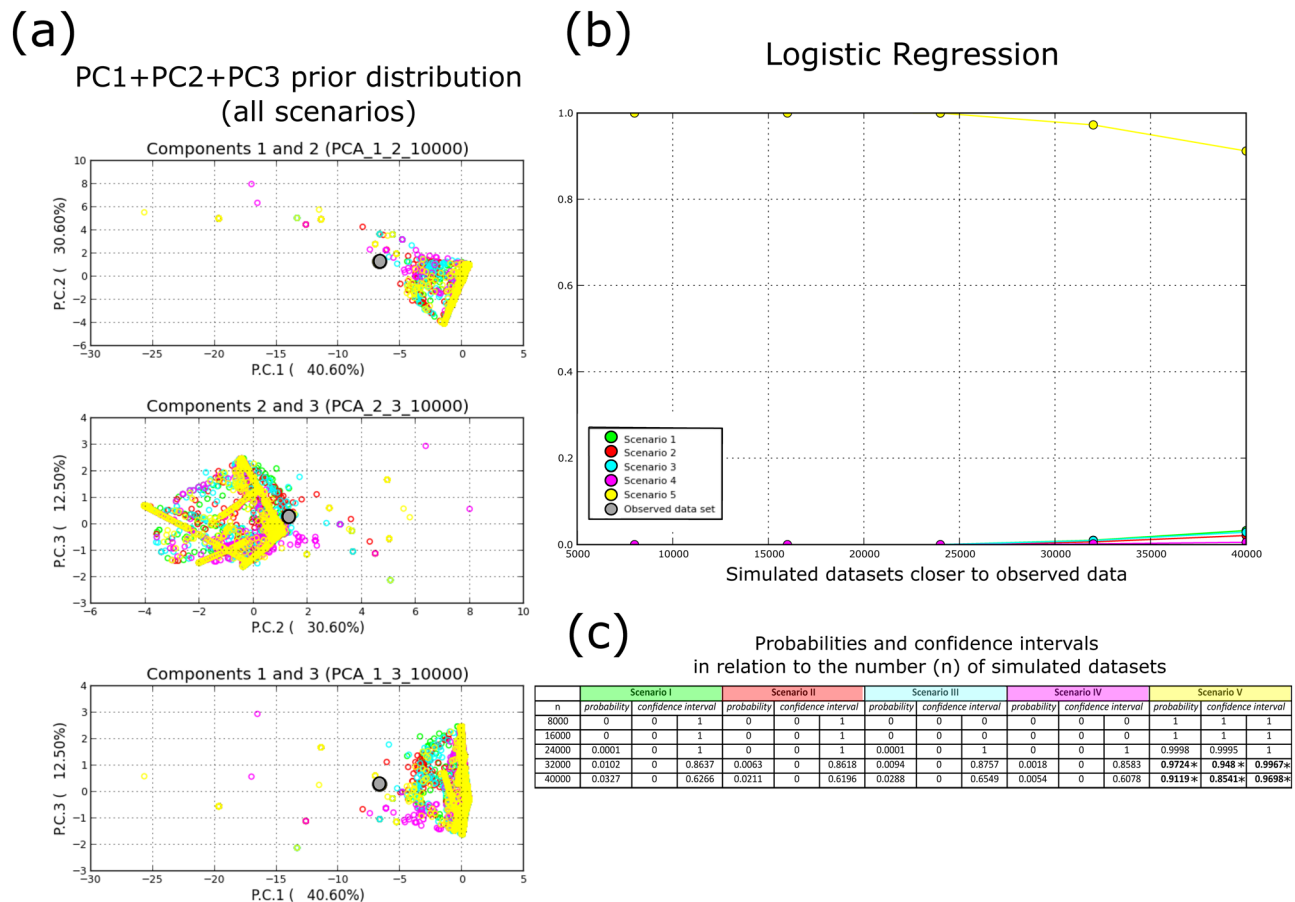 (a)
PC1+PC2+PC3 prior distribution
(all scenarios)
Components 1 and 2 (PCA_1_2_10000)
10
8
6
4
2
0
−2
−4
−6
P.C.2 ( 30.60%)
−30 −25 −20 −15 −10 −5 0 5
P.C.1 ( 40.60%)
Components 2 and 3 (PCA_2_3_10000)
4
3
2
1
0
−1
−2
−3
P.C.3 ( 12.50%)
−6 −4 −2 0 2 4 6 8 10
P.C.2 ( 30.60%)
Components 1 and 3 (PCA_1_3_10000)
4
3
2
1
0
−1
−2
−3
P.C.3 ( 12.50%)
−30 −25 −20 −15 −10 −5 0 5
P.C.1 ( 40.60%)
(b)
Logistic Regression
1.0
0.8
0.6
0.4
0.2
0.0
Scenario 1
Scenario 2
Scenario 3
Scenario 4
Scenario 5
Observed data set
5000 10000 15000 20000 25000 30000 35000 40000
Simulated datasets closer to observed data
(c)
Probabilities and confidence intervals
in relation to the number (n) of simulated datasets
Scenario I Scenario II Scenario III Scenario IV Scenario V
n probability confidence interval probability confidence interval probability confidence interval probability confidence interval probability confidence interval
8000 0 0 1 0 0 1 0 0 0 0 0 0 1 1 1
16000 0 0 1 0 0 1 0 0 0 0 0 0 1 1 1
24000 0.0001 0 1 0 0 1 0.0001 0 1 0 0 1 0.9998 0.9995 1
32000 0.0102 0 0.8637 0.0063 0 0.8618 0.0094 0 0.8757 0.0018 0 0.8583 0.9724* 0.948* 0.9967*
40000 0.0327 0 0.6266 0.0211 0 0.6196 0.0288 0 0.6549 0.0054 0 0.6078 0.9119* 0.8541* 0.9698*